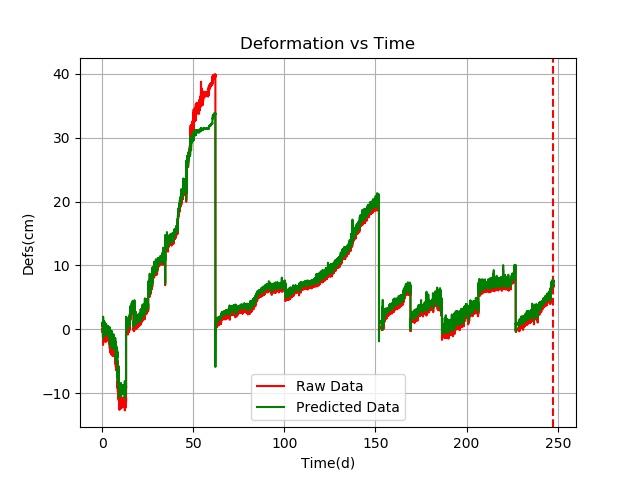 Deformation vs Time
40
30
20
10
0
−10
Defs(cm)
Raw Data
Predicted Data
0 50 100 150 200 250
Time(d)